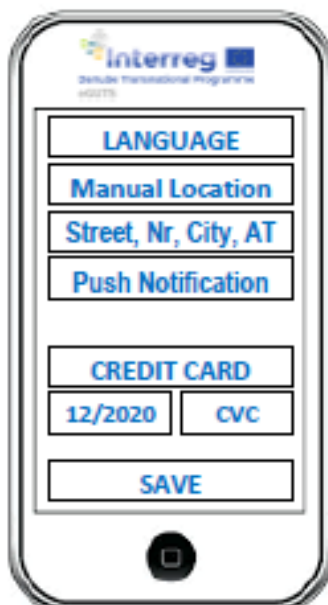 Interreg
Danube Transnational Programme
eGUTS
LANGUAGE
Manual Location
Street, Nr, City, AT
Push Notification
CREDIT CARD
12/2020 CVC
SAVE